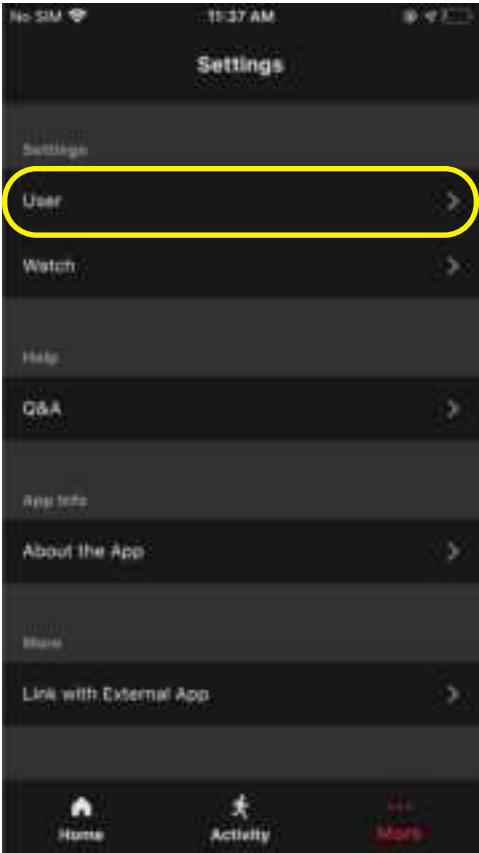 No SIM 11:37 AM
Settings
Settings
User
Watch
Help
Q&A
App Info
About the App
More
Link with External App
Home Activity More